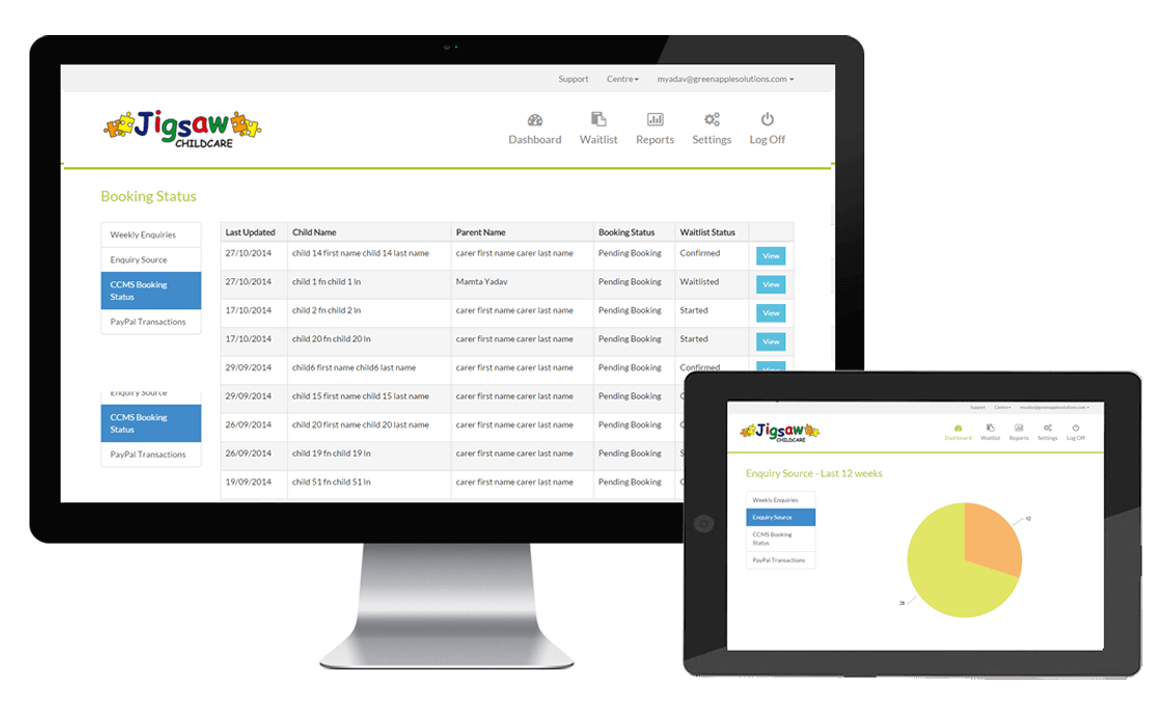 Support Centre myadav@greenapplesolutions.com
Jigsaw
CHILDCARE
Dashboard Waitlist Reports Settings Log Off
Booking Status
Weekly Enquiries
Enquiry Source
CCMS Booking
Status
PayPal Transactions
Enquiry Source
CCMS Booking
Status
PayPal Transactions
Last Updated Child Name Parent Name Booking Status Waitlist Status
27/10/2014 child 14 first name child 14 last name carer first name carer last name Pending Booking Confirmed View
27/10/2014 child 1 fn child 1 ln Mamta Yadav Pending Booking Waitlisted View
17/10/2014 child 2 fn child 2 ln carer first name carer last name Pending Booking Started View
17/10/2014 child 20 fn child 20 ln carer first name carer last name Pending Booking Started View
29/09/2014 child6 first name child6 last name carer first name carer last name Pending Booking Confirmed
29/09/2014 child 15 first name child 15 last name carer first name carer last name Pending Booking
26/09/2014 child 20 first name child 20 last name carer first name carer last name Pending Booking
26/09/2014 child 19 fn child 19 ln carer first name carer last name Pending Booking
19/09/2014 child 51 fn child 51 ln carer first name carer last name Pending Booking
Support Centre myadav@greenapplesolutions.com
Jigsaw
CHILDCARE
Dashboard Waitlist Reports Settings Log Off
Enquiry Source - Last 12 weeks
Weekly Enquiries
Enquiry Source
CCMS Booking
Status
PayPal Transactions
12
28